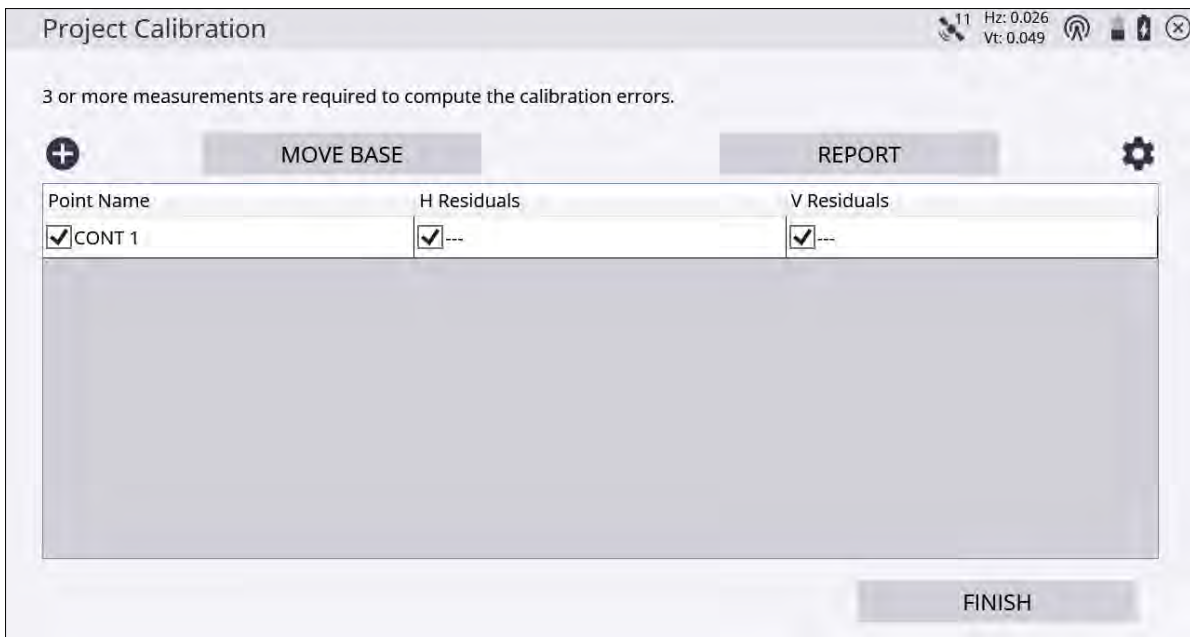 Project Calibration
11
Hz: 0.026
Vt: 0.049
3 or more measurements are required to compute the calibration errors.
MOVE BASE
REPORT
Point Name
H Residuals
V Residuals
CONT 1
---
---
FINISH